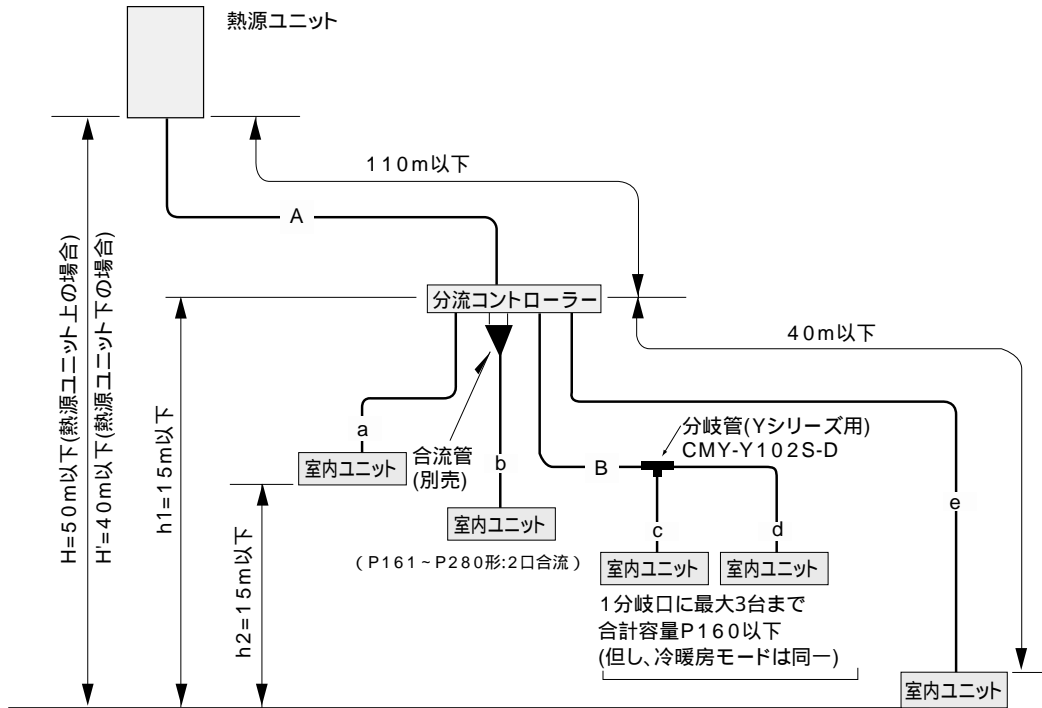 熱源ユニット
110m以下
A
H=50m以下(熱源ユニット上の場合)
H'=40m以下(熱源ユニット下の場合)
分流コントローラー
h1=15m以下
40m以下
a
合流管
(別売)
b
B
分岐管(Yシリーズ用)
CMY-Y102S-D
室内ユニット
c
d
e
h2=15m以下
室内ユニット
(P161~P280形:2口合流)
室内ユニット
室内ユニット
1分岐口に最大3台まで
合計容量P160以下
(但し、冷暖房モードは同一)
室内ユニット